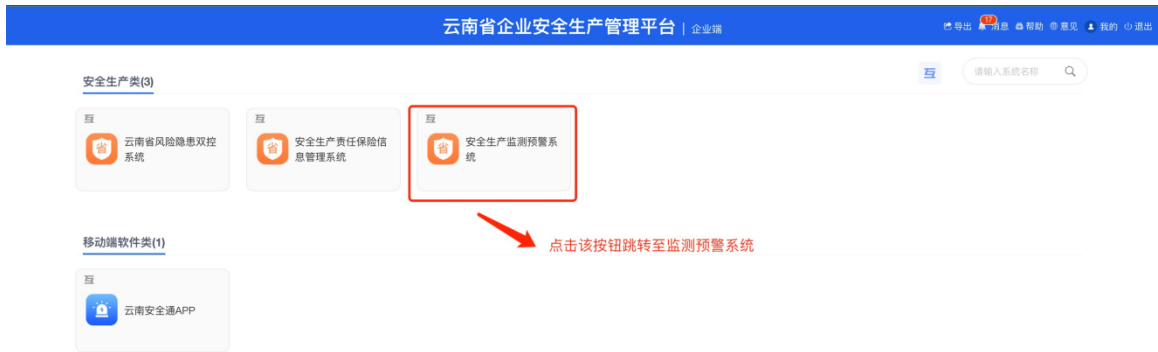 云南省企业安全生产管理平台 | 企业端
导出 17 消息 帮助 意见 我的 退出
安全生产类(3)
互
请输入系统名称
互
云南省风险隐患双控
系统
互
安全生产责任保险信
息管理系统
互
安全生产监测预警系
统
省
省
省
点击该按钮跳转至监测预警系统
移动端软件类(1)
互
云南安全通APP